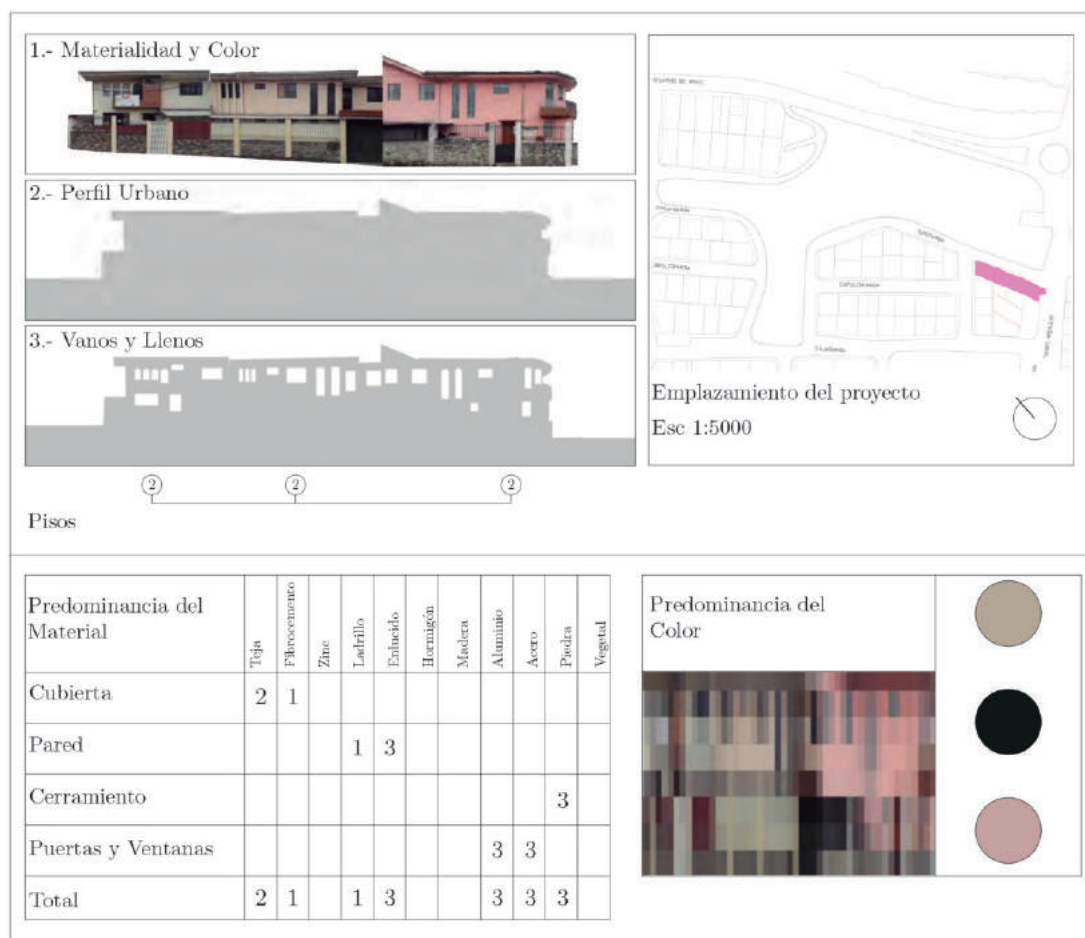 1.- Materialidad y Color
2.- Perfil Urbano
3.- Vanos y Llenos
2 2 2
Pisos
Emplazamiento del proyecto
Esc 1:5000
Predominancia del
Material
Teja
Fibrocemento
Zinc
Ladrillo
Enlucido
Hormigón
Madera
Aluminio
Acero
Piedra
Vegetal
Cubierta 2 1
Pared 1 3
Cerramiento 3
Puertas y Ventanas 3 3
Total 2 1 1 3 3 3 3
Predominancia del
Color